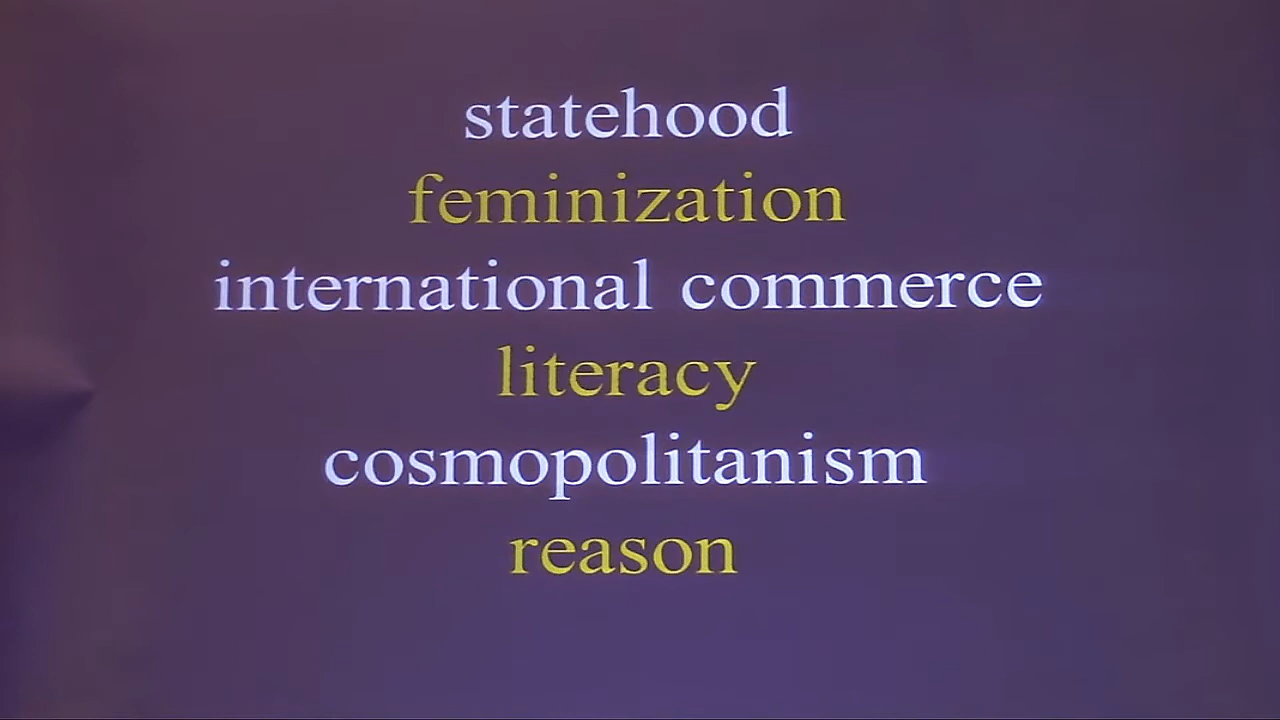 statehood
feminization
international commerce
literacy
cosmopolitanism
reason